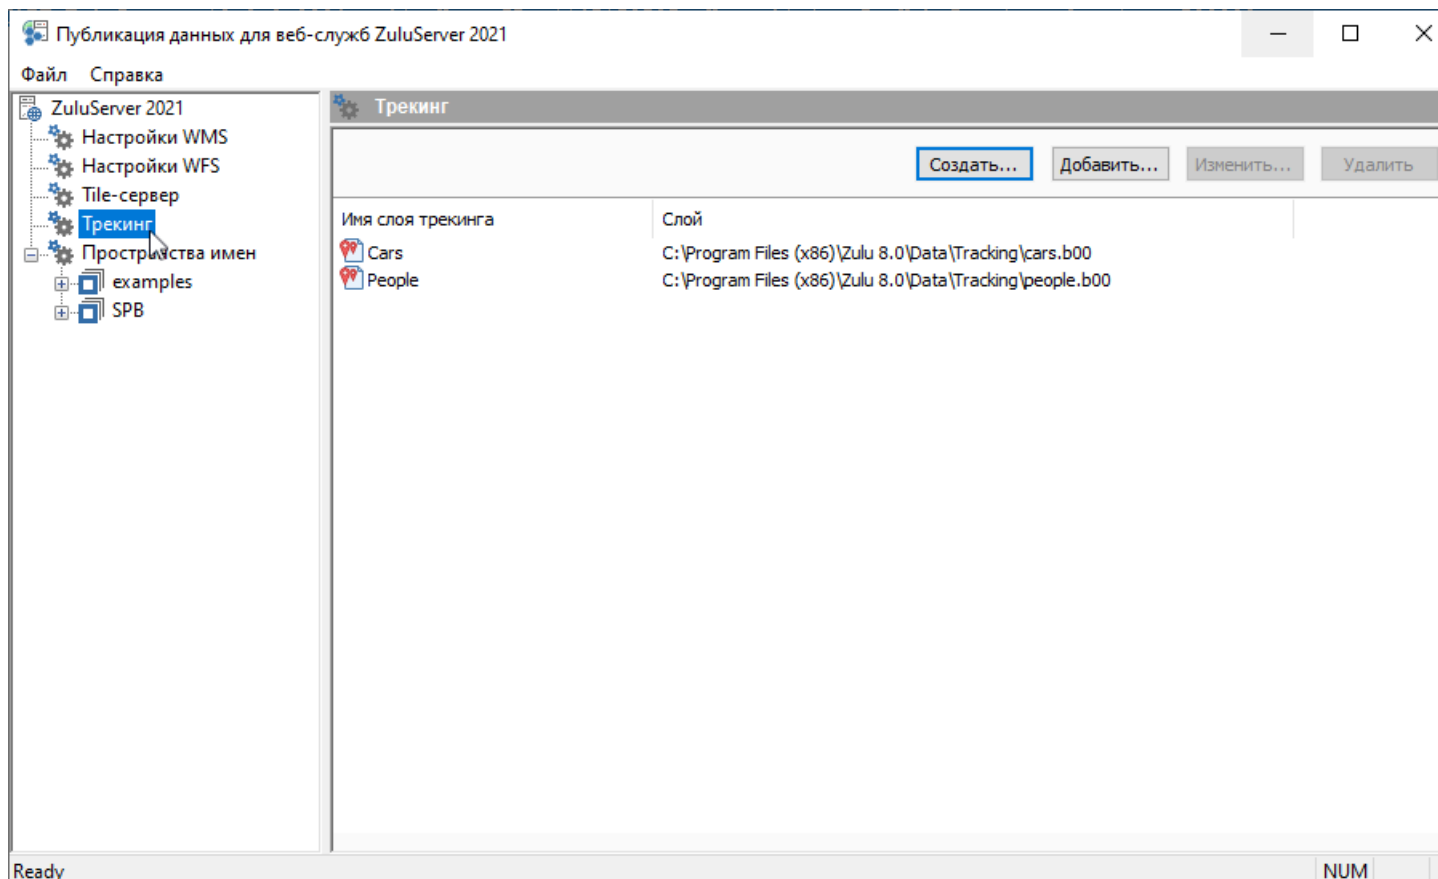 Публикация данных для веб-служб ZuluServer 2021
Файл Справка
ZuluServer 2021
Настройки WMS
Настройки WFS
Tile-сервер
Трекинг
Пространства имен
examples
SPB
Трекинг
Создать... Добавить... Изменить... Удалить
Имя слоя трекинга Слой
Cars C:\Program Files (x86)\Zulu 8.0\Data\Tracking\cars.b00
People C:\Program Files (x86)\Zulu 8.0\Data\Tracking\people.b00
Ready NUM